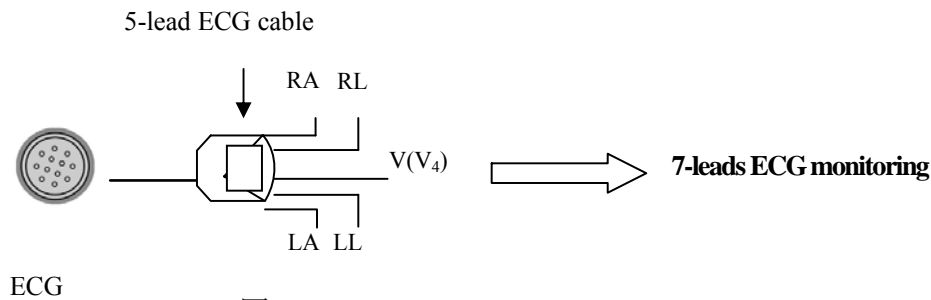 5-lead ECG cable
RA RL
V(V₄)
7-leads ECG monitoring
LA LL
ECG